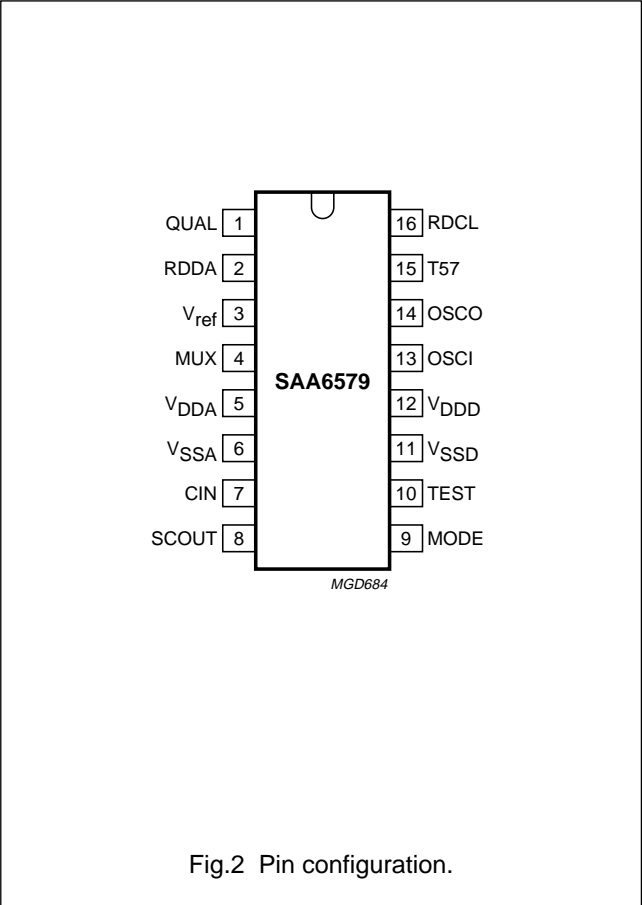 QUAL 1 16 RDCL
RDDA 2 15 T57
Vref 3 14 OSCO
MUX 4 13 OSCI
SAA6579
VDDA 5 12 VDDD
VSSA 6 11 VSSD
CIN 7 10 TEST
SCOUT 8 9 MODE
MGD684
Fig.2 Pin configuration.